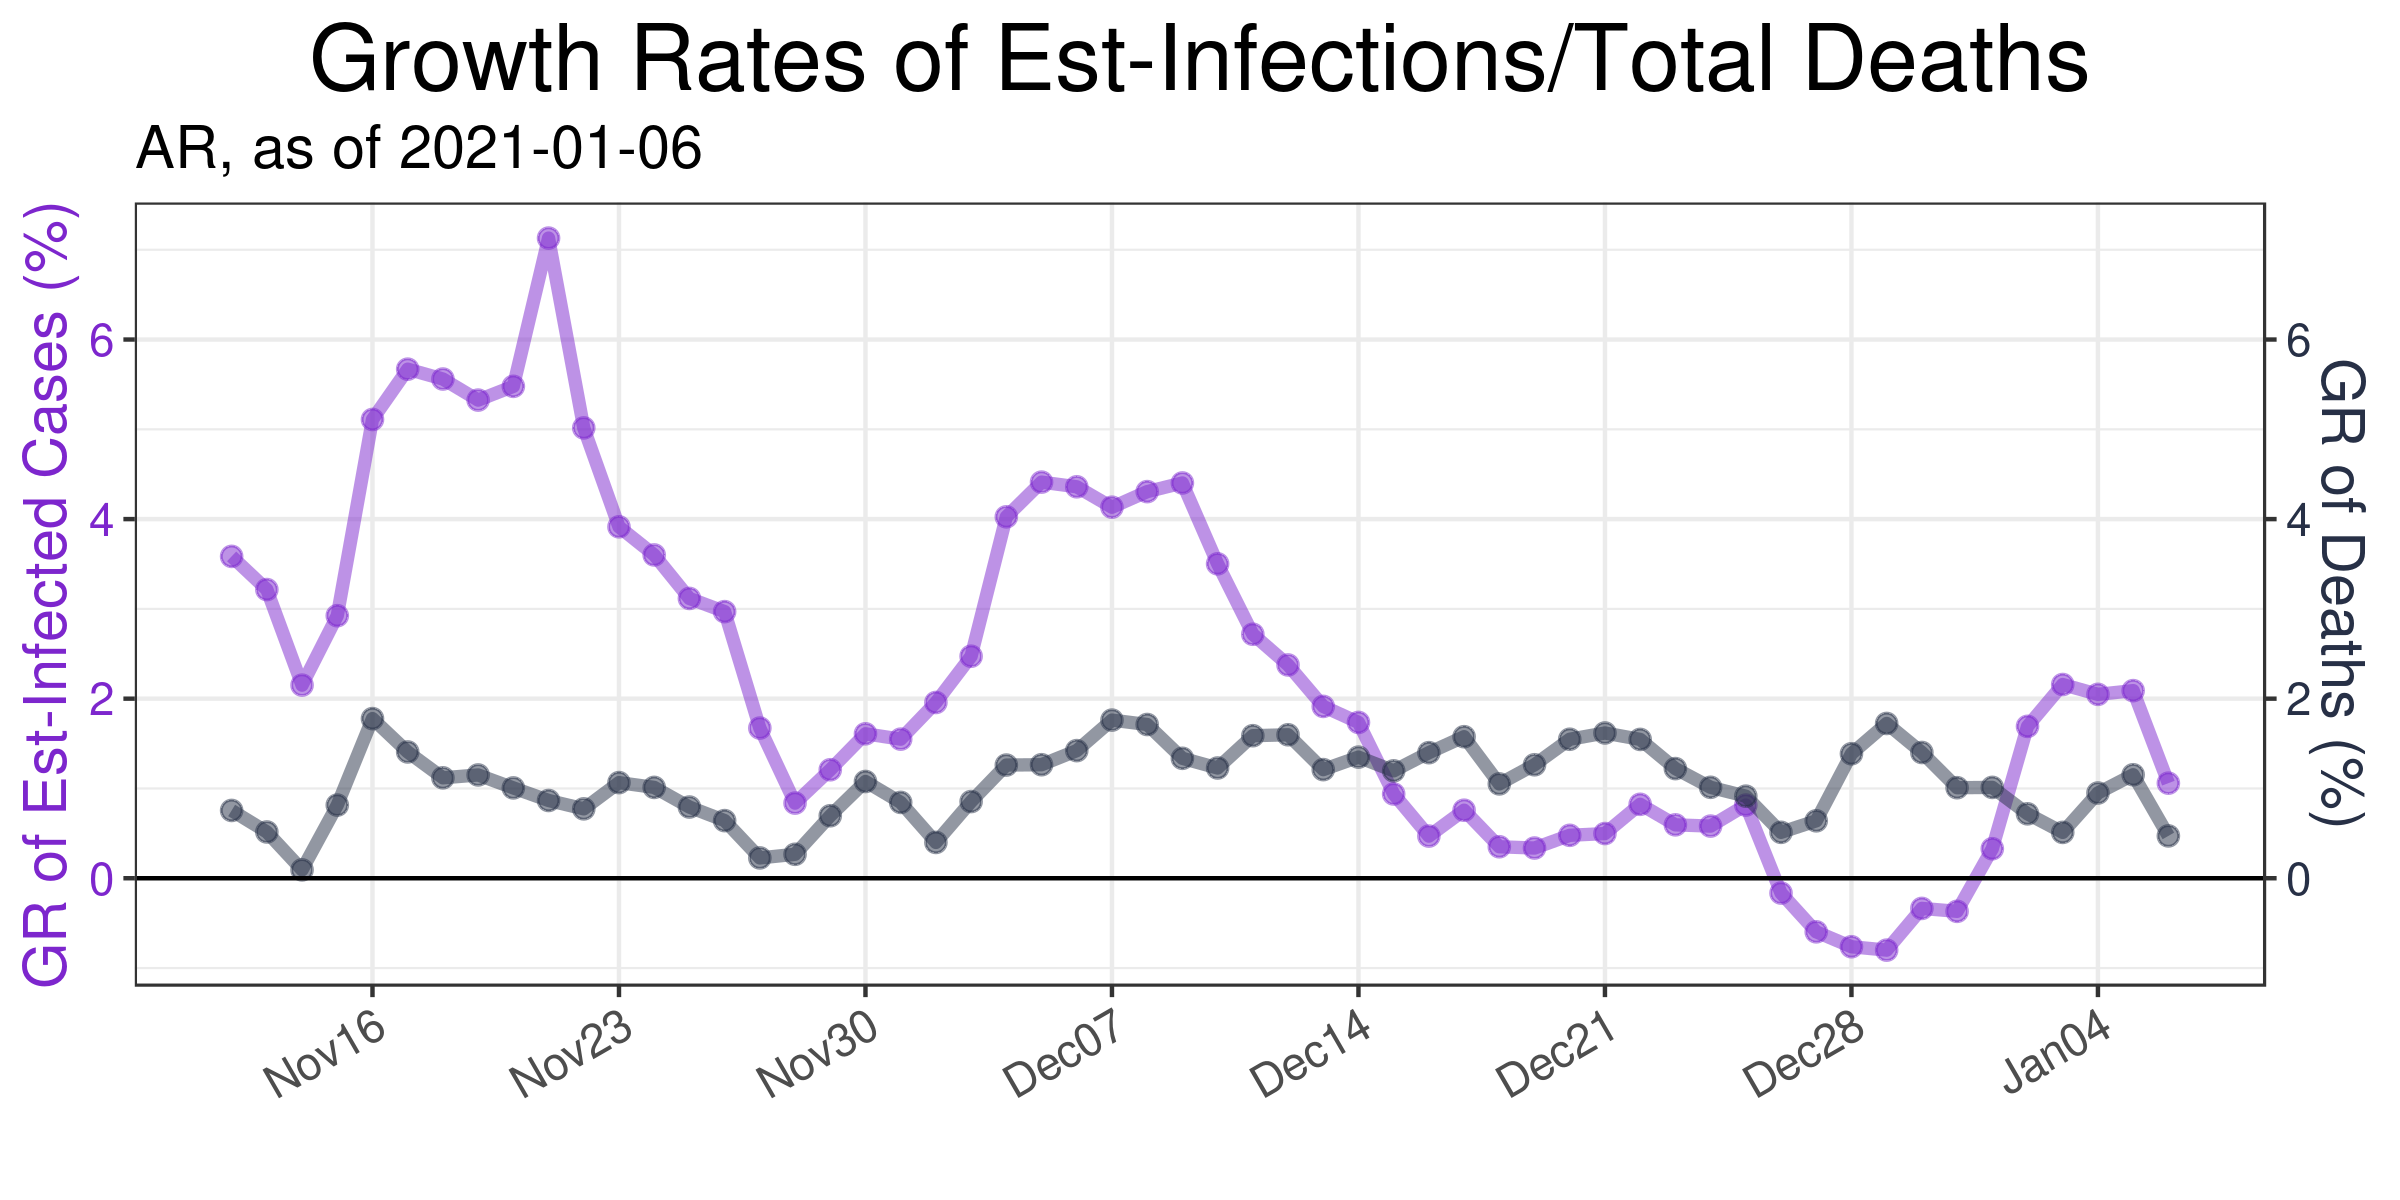 Growth Rates of Est-Infections/Total Deaths
AR, as of 2021-01-06
GR of Est-Infected Cases (%)
6
4
2
0
6
4
2
0
GR of Deaths (%)
Nov16
Nov23
Nov30
Dec07
Dec14
Dec21
Dec28
Jan04